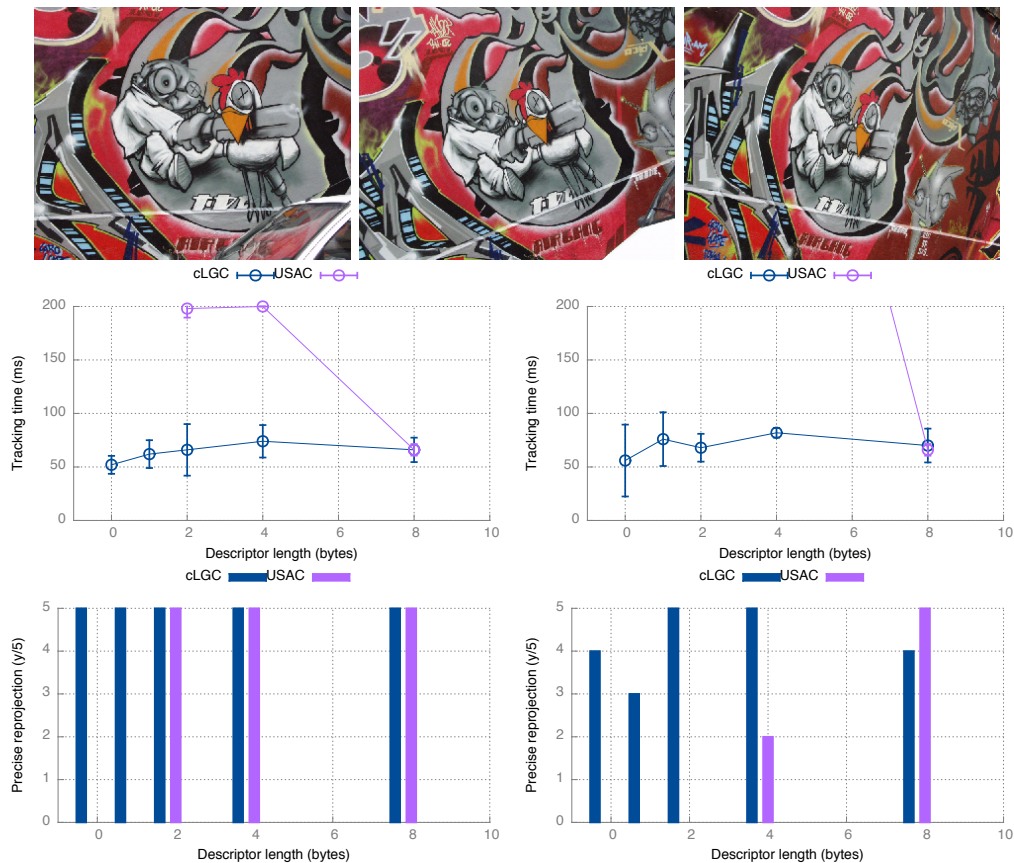 cLGC USAC
cLGC USAC
Tracking time (ms)
200
150
100
50
0
0 2 4 6 8 10
Descriptor length (bytes)
Tracking time (ms)
200
150
100
50
0
0 2 4 6 8 10
Descriptor length (bytes)
cLGC USAC
cLGC USAC
Precise reprojection (y/5)
5
4
3
2
1
0
0 2 4 6 8 10
Descriptor length (bytes)
Precise reprojection (y/5)
5
4
3
2
1
0
0 2 4 6 8 10
Descriptor length (bytes)